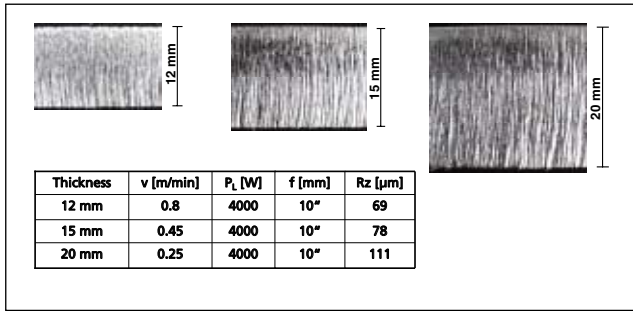 12 mm
15 mm
20 mm
Thickness v [m/min] P_L [W] f [mm] Rz [µm]
12 mm 0.8 4000 10" 69
15 mm 0.45 4000 10" 78
20 mm 0.25 4000 10" 111